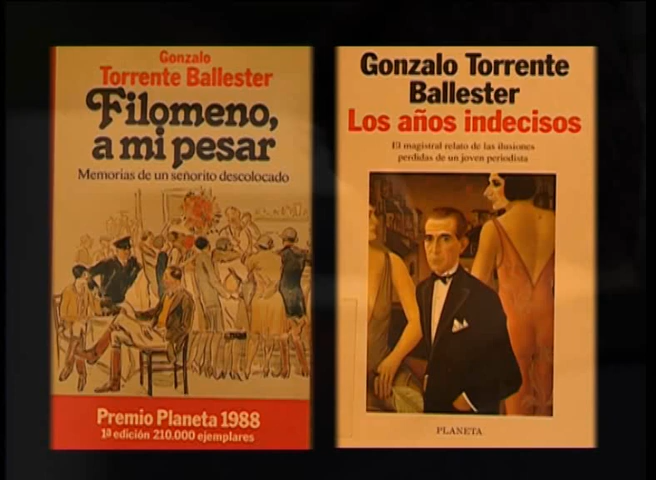 Gonzalo
Torrente Ballester
Filomeno,
a mi pesar
Memorias de un señorito descolocado
Premio Planeta 1988
1ª edición 210.000 ejemplares
Gonzalo Torrente
Ballester
Los años indecisos
El magistral relato de las ilusiones
perdidas de un joven periodista
PLANETA